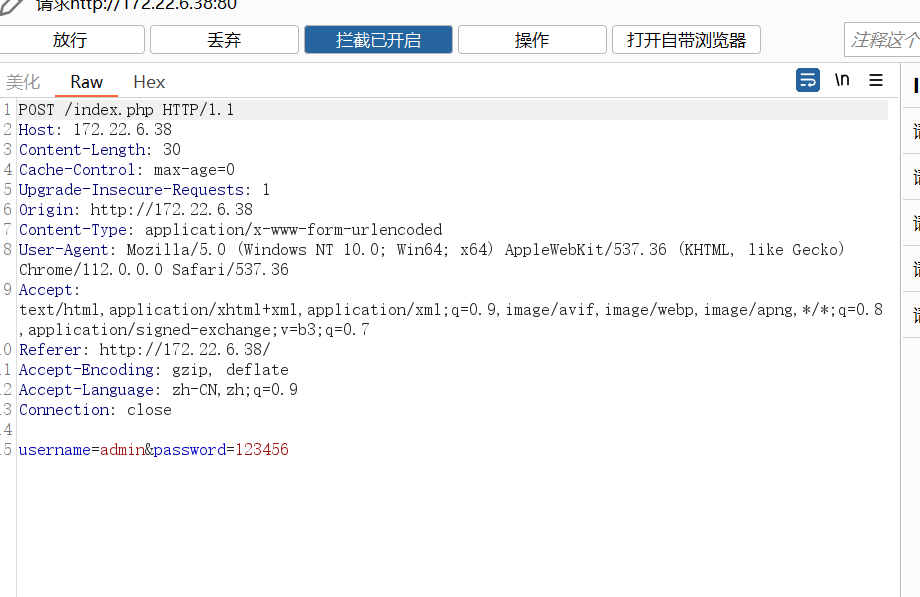 请求http://172.22.6.38:80
放行 丢弃 拦截已开启 操作 打开自带浏览器 注释这个
美化 Raw Hex \n
1 POST /index.php HTTP/1.1
2 Host: 172.22.6.38
3 Content-Length: 30
4 Cache-Control: max-age=0
5 Upgrade-Insecure-Requests: 1
6 Origin: http://172.22.6.38
7 Content-Type: application/x-www-form-urlencoded
8 User-Agent: Mozilla/5.0 (Windows NT 10.0; Win64; x64) AppleWebKit/537.36 (KHTML, like Gecko)
Chrome/112.0.0.0 Safari/537.36
9 Accept:
text/html,application/xhtml+xml,application/xml;q=0.9,image/avif,image/webp,image/apng,*/*;q=0.8
,application/signed-exchange;v=b3;q=0.7
0 Referer: http://172.22.6.38/
1 Accept-Encoding: gzip, deflate
2 Accept-Language: zh-CN,zh;q=0.9
3 Connection: close
4
5 username=admin&password=123456